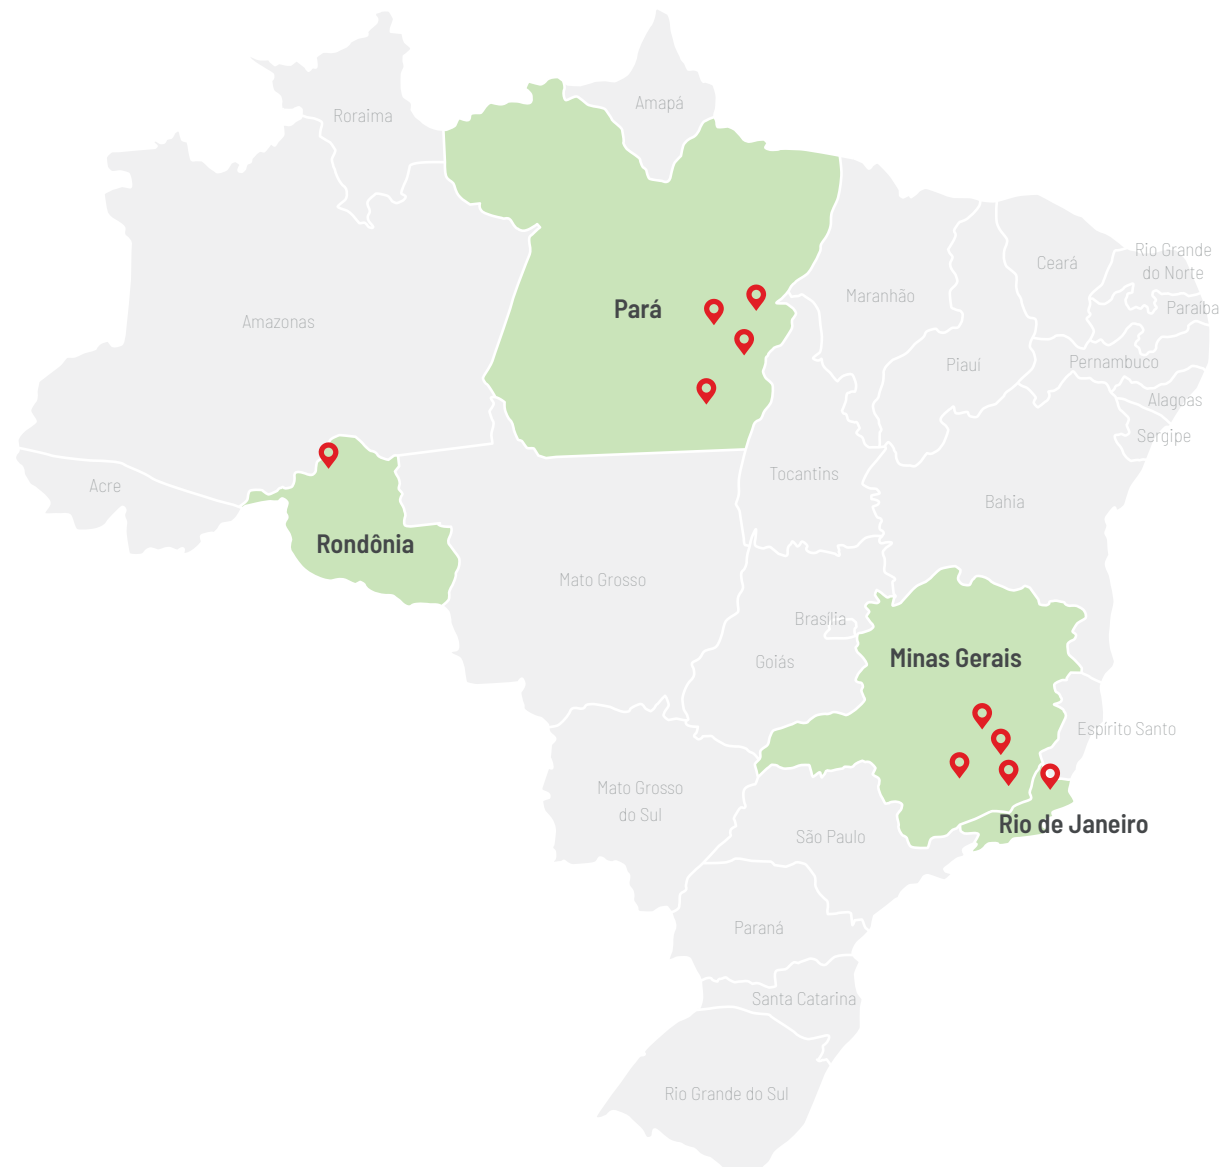 Amapá
Roraima
Rio Grande
do Norte
Ceará
Maranhão
Pará
Paraíba
Amazonas
Pernambuco
Piauí
Alagoas
Sergipe
Tocantins
Acre
Bahia
Rondônia
Mato Grosso
Brasília
Minas Gerais
Goiás
Espírito Santo
Mato Grosso
do Sul
Rio de Janeiro
São Paulo
Paraná
Santa Catarina
Rio Grande do Sul